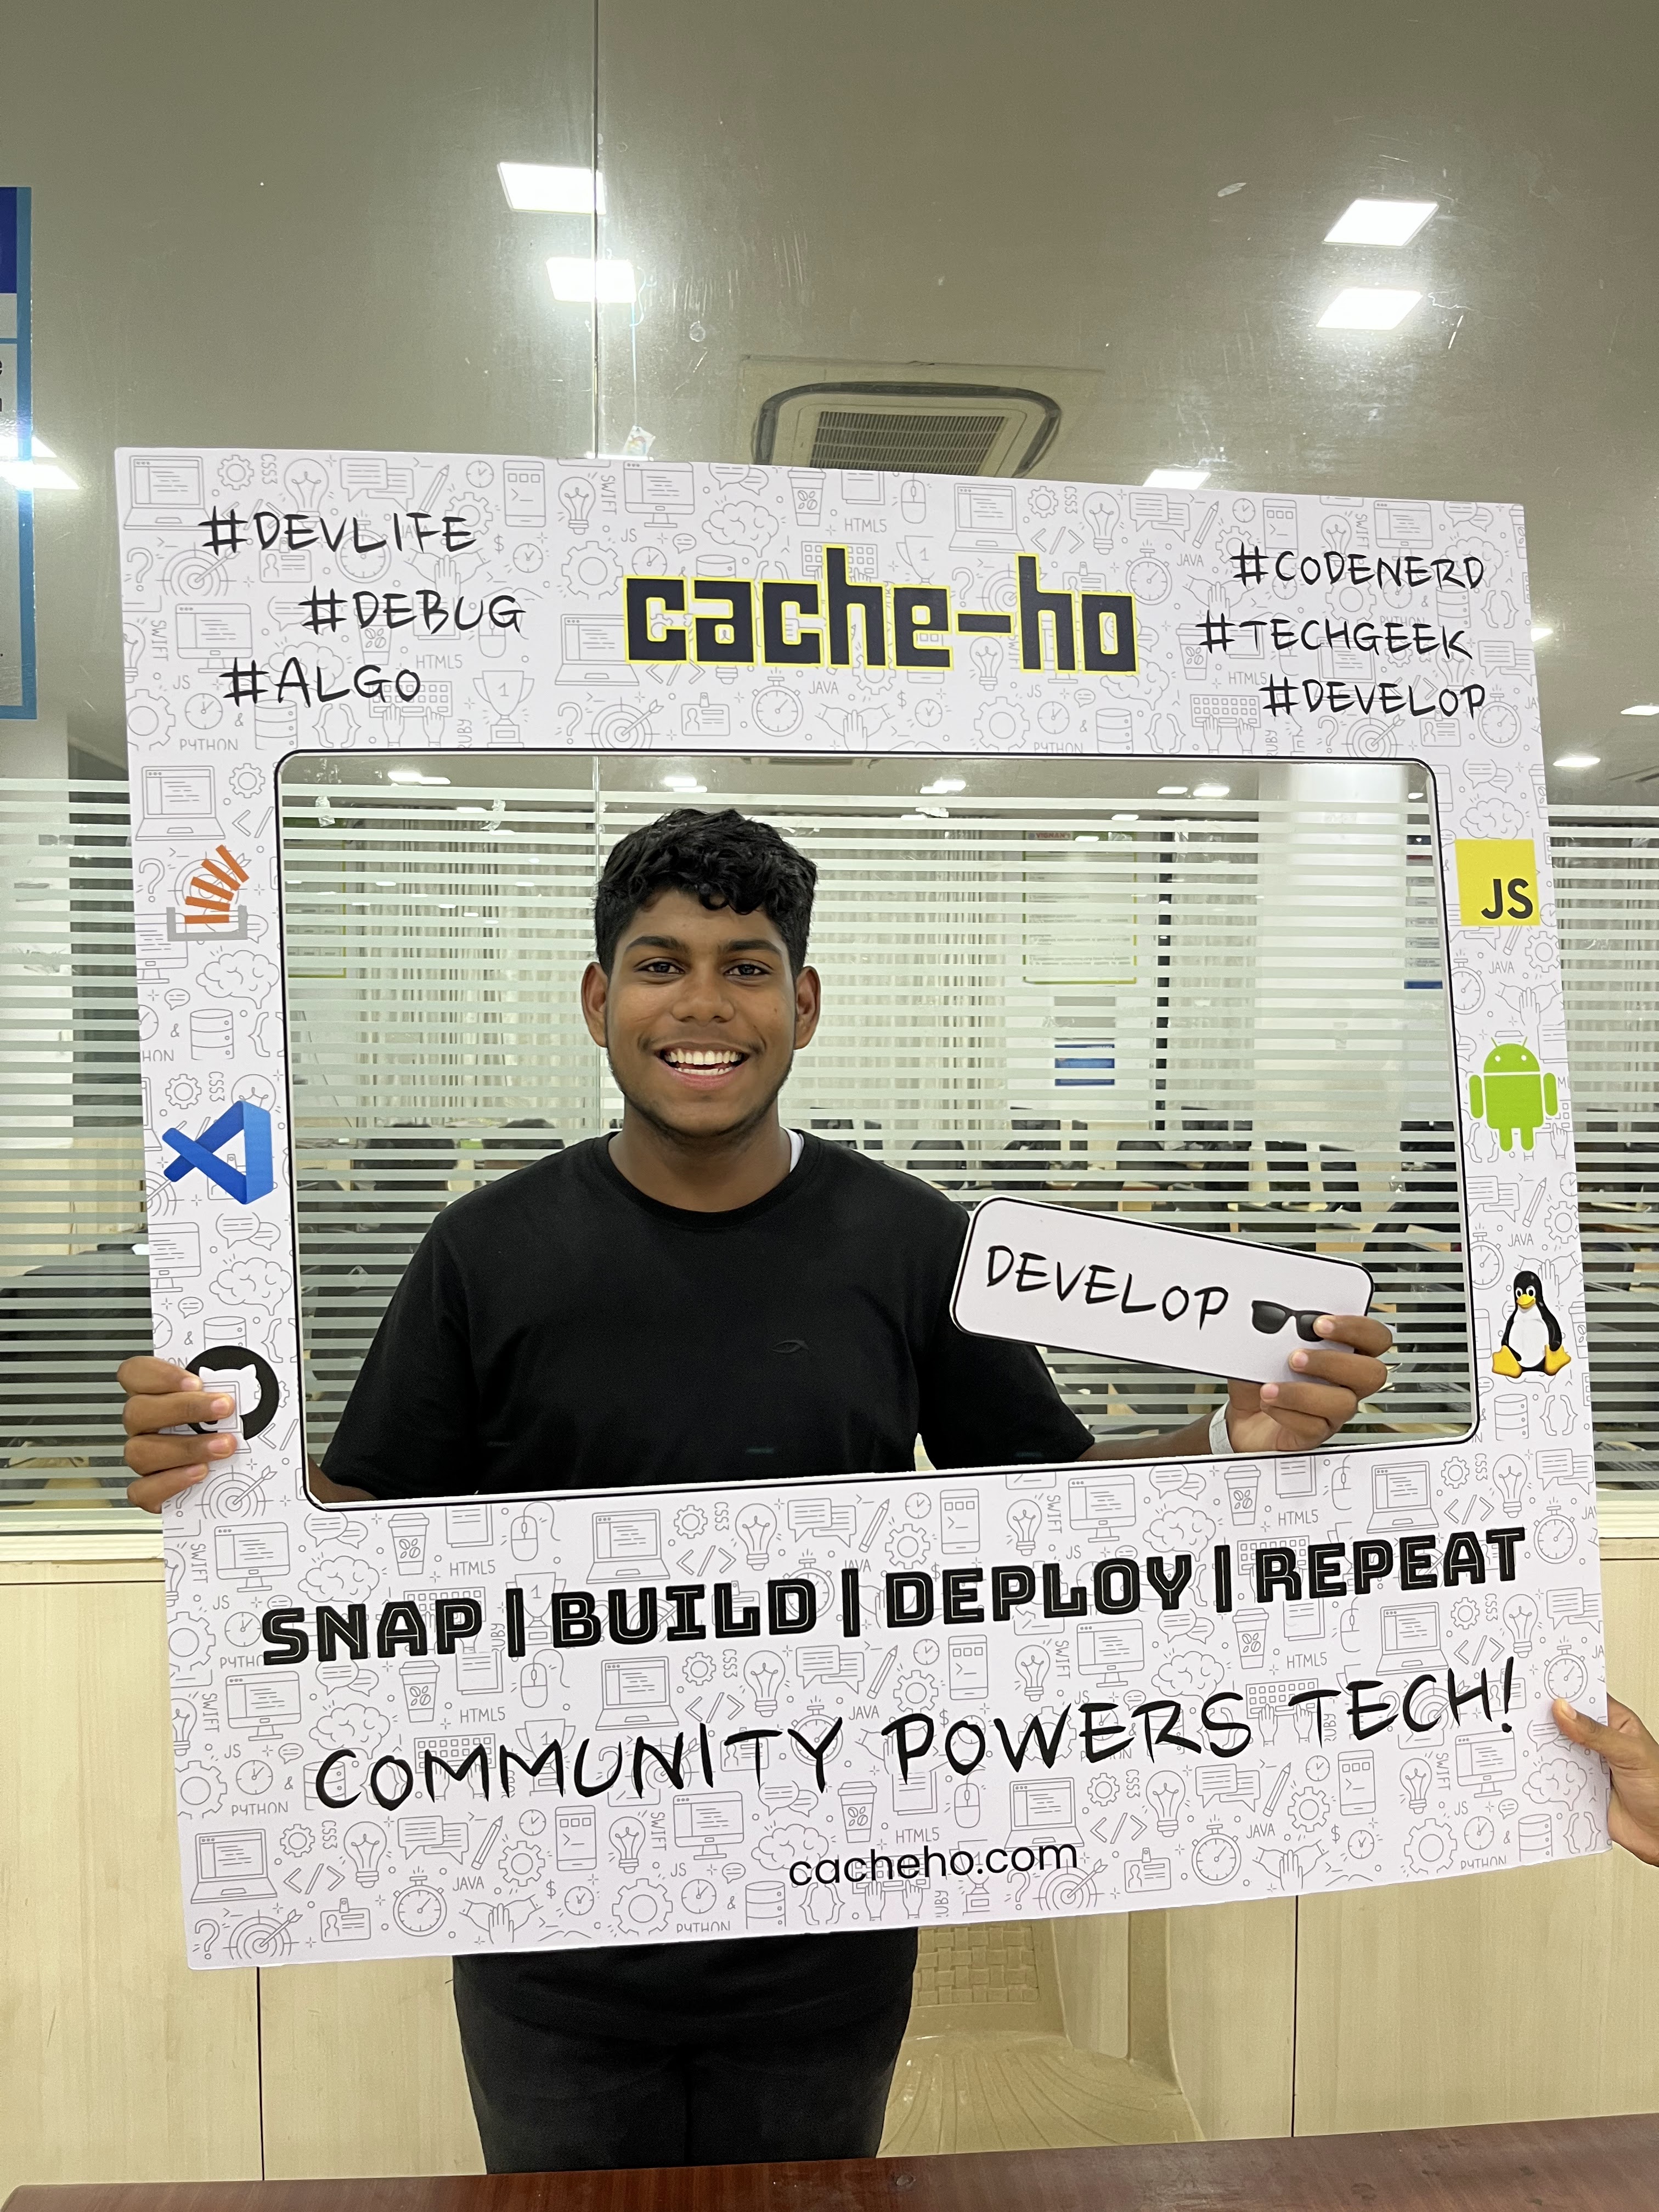 #DEVLIFE
#DEBUG
#ALGO
cache-ho
#CODENERD
#TECHGEEK
#DEVELOP
JS
DEVELOP
SNAP | BUILD | DEPLOY | REPEAT
COMMUNITY POWERS TECH!
cacheho.com